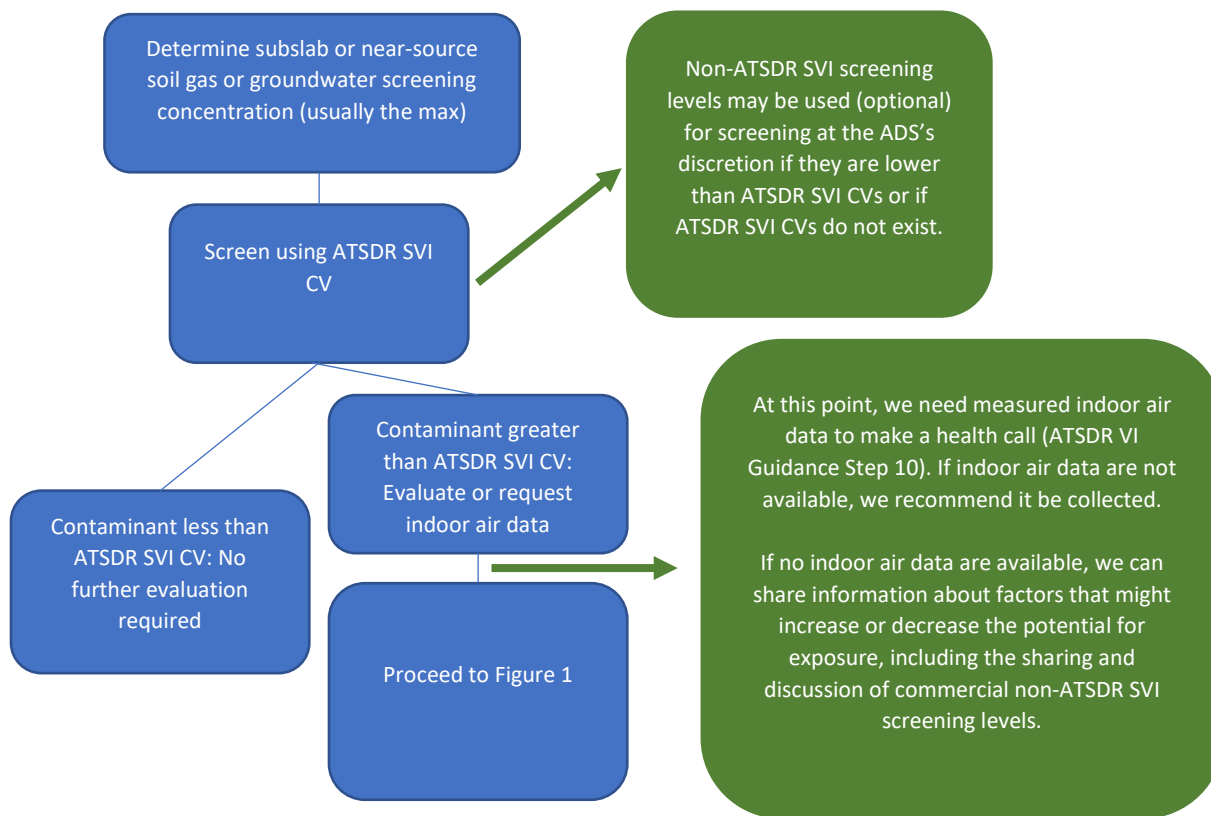 Determine subslab or near-source
soil gas or groundwater screening
concentration (usually the max)
Non-ATSDR SVI screening
levels may be used (optional)
for screening at the ADS’s
discretion if they are lower
than ATSDR SVI CVs or if
ATSDR SVI CVs do not exist.
Screen using ATSDR SVI
CV
Contaminant greater
than ATSDR SVI CV:
Evaluate or request
indoor air data
Contaminant less than
ATSDR SVI CV: No
further evaluation
required
Proceed to Figure 1
At this point, we need measured indoor air
data to make a health call (ATSDR VI
Guidance Step 10). If indoor air data are not
available, we recommend it be collected.
If no indoor air data are available, we can
share information about factors that might
increase or decrease the potential for
exposure, including the sharing and
discussion of commercial non-ATSDR SVI
screening levels.